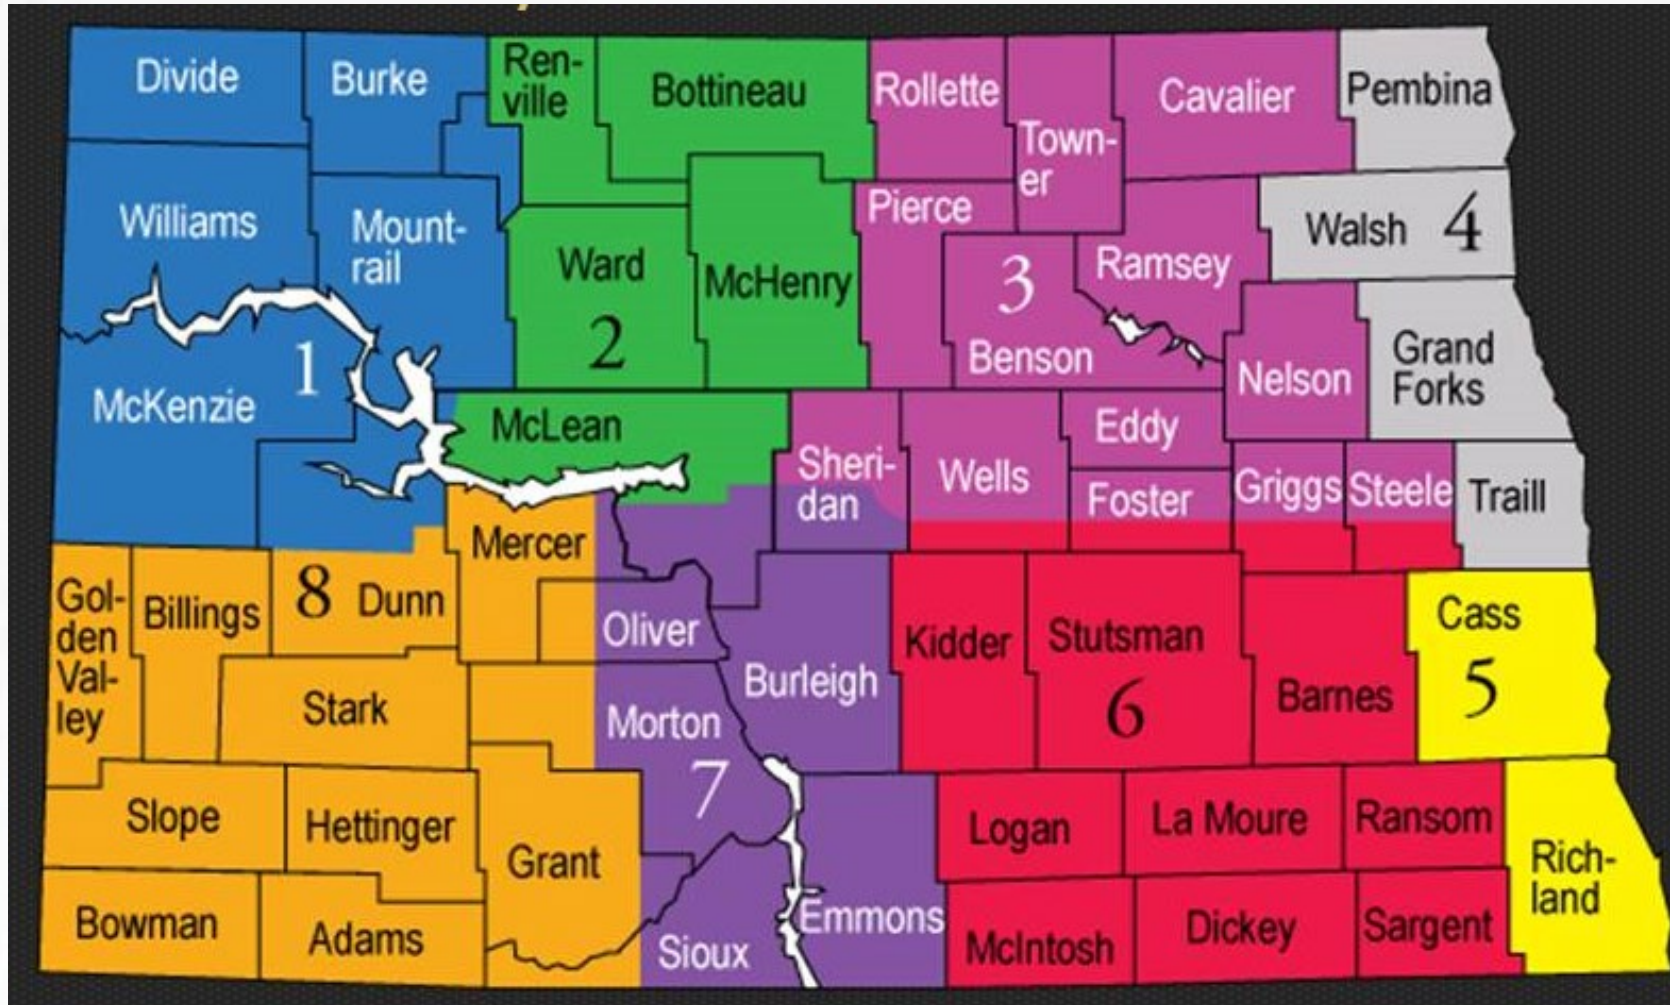 Divide
Burke
Ren-
ville
Bottineau
Rollette
Town-
er
Cavalier
Pembina
Williams
Mount-
rail
Ward
2
McHenry
Pierce
3
Benson
Ramsey
Walsh 4
McKenzie
1
McLean
Sheri-
dan
Wells
Eddy
Foster
Nelson
Grand
Forks
Griggs
Steele
Traill
Mercer
Gol-
den
Val-
ley
Billings
8 Dunn
Oliver
Burleigh
Kidder
Stutsman
6
Barnes
Cass
5
Stark
Morton
7
Slope
Hettinger
Grant
Logan
La Moure
Ransom
Rich-
land
Bowman
Adams
Sioux
Emmons
McIntosh
Dickey
Sargent